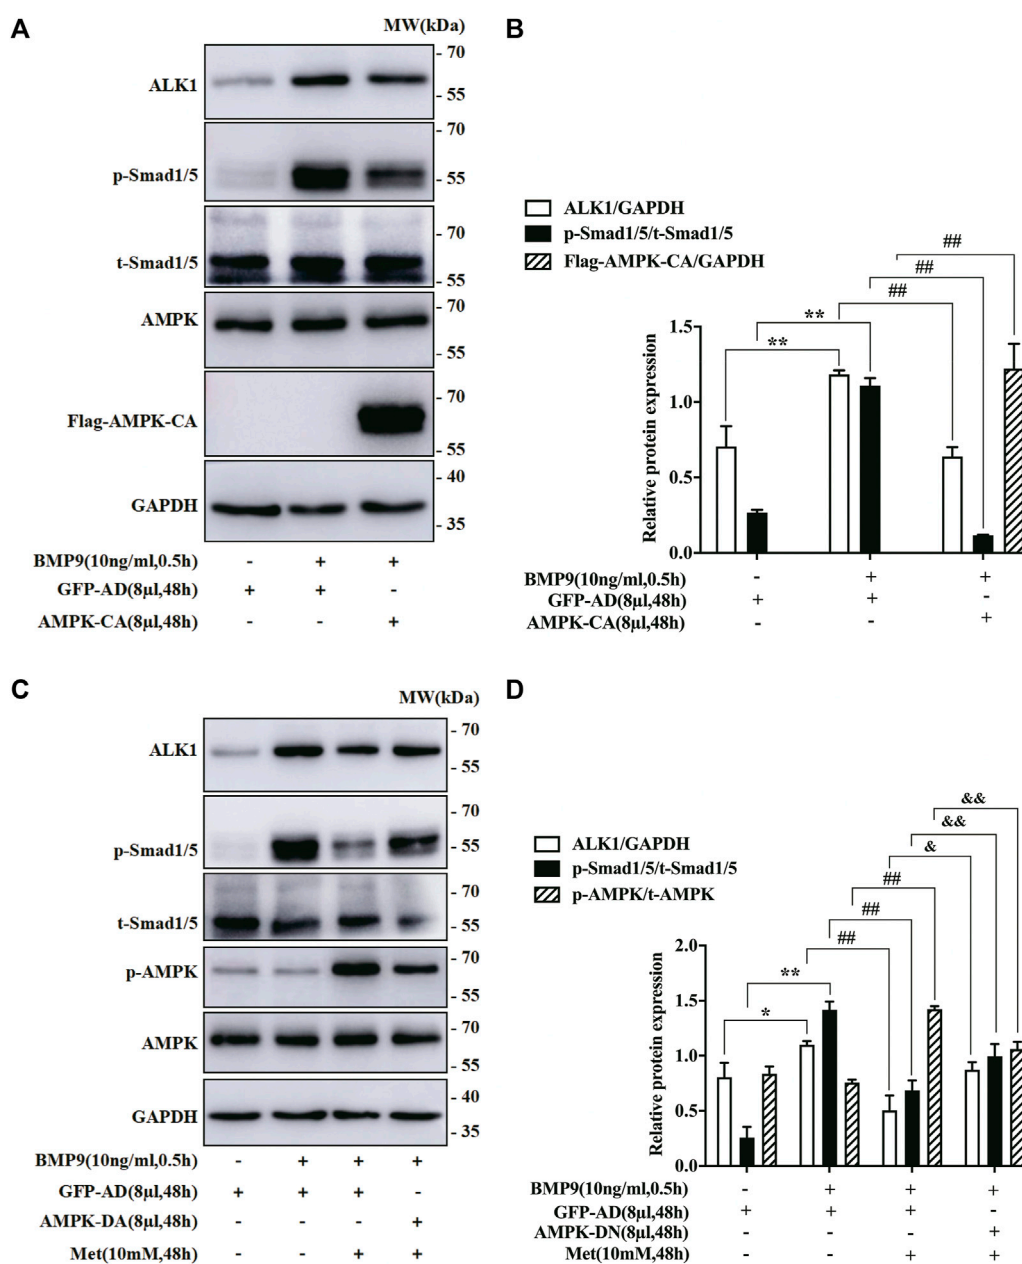 A
MW(kDa)
ALK1
- 70
- 55
p-Smad1/5
- 70
- 55
t-Smad1/5
- 70
- 55
AMPK
- 70
- 55
Flag-AMPK-CA
- 70
- 55
GAPDH
- 40
- 35
BMP9(10ng/ml,0.5h) - + +
GFP-AD(8μl,48h) + + -
AMPK-CA(8μl,48h) - - +
B
ALK1/GAPDH
p-Smad1/5/t-Smad1/5
Flag-AMPK-CA/GAPDH
##
##
##
**
**
Relative protein expression
1.5
1.0
0.5
0.0
BMP9(10ng/ml,0.5h) - + +
GFP-AD(8μl,48h) + + -
AMPK-CA(8μl,48h) - - +
C
MW(kDa)
ALK1
- 70
- 55
p-Smad1/5
- 70
- 55
t-Smad1/5
- 70
- 55
p-AMPK
- 70
- 55
AMPK
- 70
- 55
GAPDH
- 40
- 35
BMP9(10ng/ml,0.5h) - + + +
GFP-AD(8μl,48h) + + + -
AMPK-DA(8μl,48h) - - - +
Met(10mM,48h) - - + +
D
ALK1/GAPDH
p-Smad1/5/t-Smad1/5
p-AMPK/t-AMPK
&&
&&
&
##
##
##
**
*
Relative protein expression
2.0
1.5
1.0
0.5
0.0
BMP9(10ng/ml,0.5h) - + + +
GFP-AD(8μl,48h) + + + -
AMPK-DN(8μl,48h) - - - +
Met(10mM,48h) - - + +